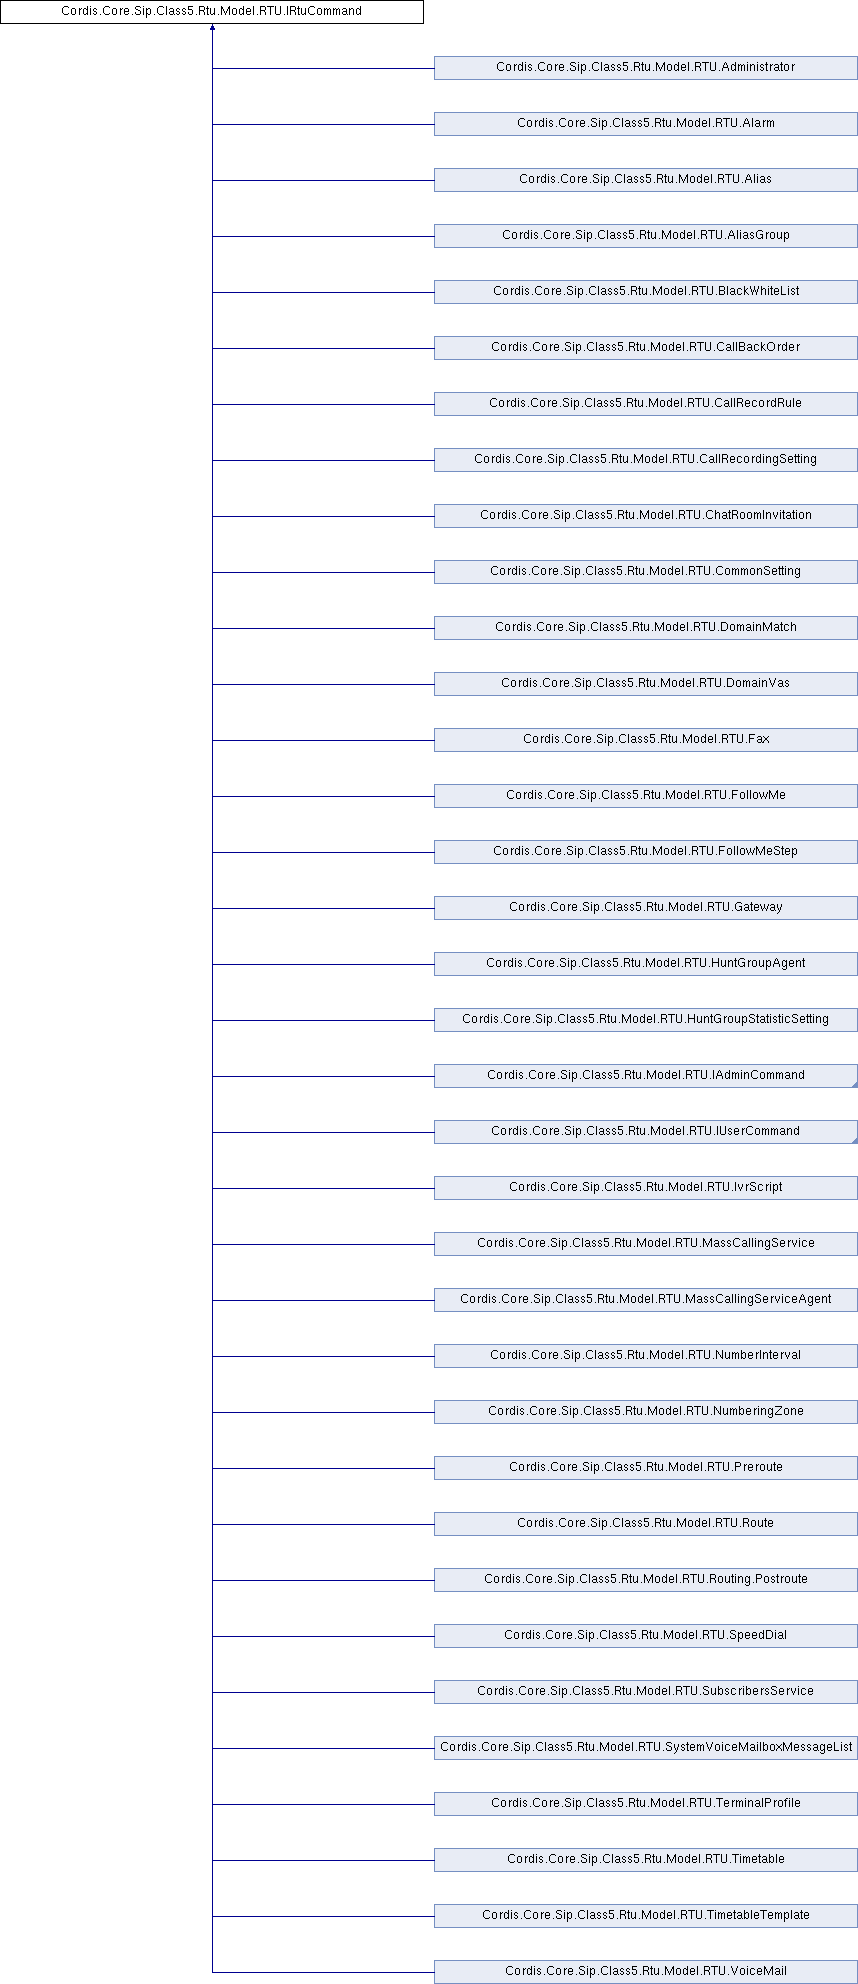 Cordis.Core.Sip.Class5.Rtu.Model.RTU.IRtuCommand
Cordis.Core.Sip.Class5.Rtu.Model.RTU.Administrator
Cordis.Core.Sip.Class5.Rtu.Model.RTU.Alarm
Cordis.Core.Sip.Class5.Rtu.Model.RTU.Alias
Cordis.Core.Sip.Class5.Rtu.Model.RTU.AliasGroup
Cordis.Core.Sip.Class5.Rtu.Model.RTU.BlackWhiteList
Cordis.Core.Sip.Class5.Rtu.Model.RTU.CallBackOrder
Cordis.Core.Sip.Class5.Rtu.Model.RTU.CallRecordRule
Cordis.Core.Sip.Class5.Rtu.Model.RTU.CallRecordingSetting
Cordis.Core.Sip.Class5.Rtu.Model.RTU.ChatRoomInvitation
Cordis.Core.Sip.Class5.Rtu.Model.RTU.CommonSetting
Cordis.Core.Sip.Class5.Rtu.Model.RTU.DomainMatch
Cordis.Core.Sip.Class5.Rtu.Model.RTU.DomainVas
Cordis.Core.Sip.Class5.Rtu.Model.RTU.Fax
Cordis.Core.Sip.Class5.Rtu.Model.RTU.FollowMe
Cordis.Core.Sip.Class5.Rtu.Model.RTU.FollowMeStep
Cordis.Core.Sip.Class5.Rtu.Model.RTU.Gateway
Cordis.Core.Sip.Class5.Rtu.Model.RTU.HuntGroupAgent
Cordis.Core.Sip.Class5.Rtu.Model.RTU.HuntGroupStatisticSetting
Cordis.Core.Sip.Class5.Rtu.Model.RTU.IAdminCommand
Cordis.Core.Sip.Class5.Rtu.Model.RTU.IUserCommand
Cordis.Core.Sip.Class5.Rtu.Model.RTU.IvrScript
Cordis.Core.Sip.Class5.Rtu.Model.RTU.MassCallingService
Cordis.Core.Sip.Class5.Rtu.Model.RTU.MassCallingServiceAgent
Cordis.Core.Sip.Class5.Rtu.Model.RTU.NumberInterval
Cordis.Core.Sip.Class5.Rtu.Model.RTU.NumberingZone
Cordis.Core.Sip.Class5.Rtu.Model.RTU.Preroute
Cordis.Core.Sip.Class5.Rtu.Model.RTU.Route
Cordis.Core.Sip.Class5.Rtu.Model.RTU.Routing.Postroute
Cordis.Core.Sip.Class5.Rtu.Model.RTU.SpeedDial
Cordis.Core.Sip.Class5.Rtu.Model.RTU.SubscribersService
Cordis.Core.Sip.Class5.Rtu.Model.RTU.SystemVoiceMailboxMessageList
Cordis.Core.Sip.Class5.Rtu.Model.RTU.TerminalProfile
Cordis.Core.Sip.Class5.Rtu.Model.RTU.Timetable
Cordis.Core.Sip.Class5.Rtu.Model.RTU.TimetableTemplate
Cordis.Core.Sip.Class5.Rtu.Model.RTU.VoiceMail